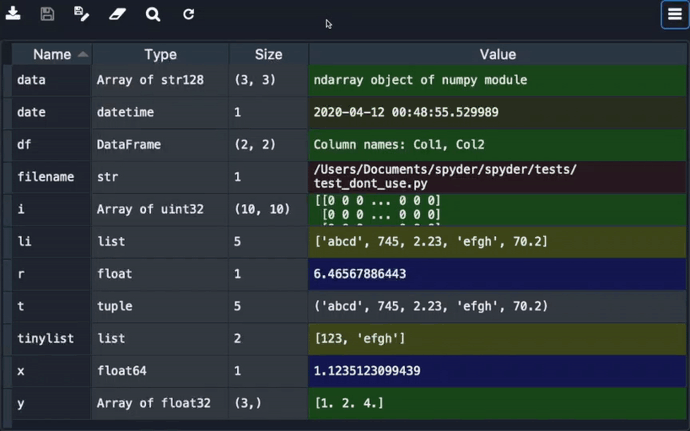 Name Type Size Value
data Array of str128 (3, 3) ndarray object of numpy module
date datetime 1 2020-04-12 00:48:55.529989
df DataFrame (2, 2) Column names: Col1, Col2
filename str 1 /Users/Documents/spyder/spyder/tests/
test_dont_use.py
i Array of uint32 (10, 10) [[0 0 0 ... 0 0 0]
[0 0 0 ... 0 0 0]
li list 5 ['abcd', 745, 2.23, 'efgh', 70.2]
r float 1 6.46567886443
t tuple 5 ('abcd', 745, 2.23, 'efgh', 70.2)
tinylist list 2 [123, 'efgh']
x float64 1 1.1235123099439
y Array of float32 (3,) [1. 2. 4.]